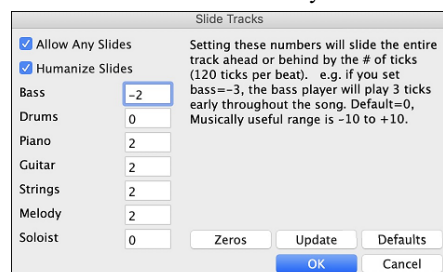 Slide Tracks
Allow Any Slides
Humanize Slides
Bass -2
Drums 0
Piano 2
Guitar 2
Strings 2
Melody 2
Soloist 0
Setting these numbers will slide the entire
track ahead or behind by the # of ticks
(120 ticks per beat).   e.g. if you set
bass=-3, the bass player will play 3 ticks
early throughout the song. Default=0,
Musically useful range is -10 to +10.
Zeros Update Defaults
OK Cancel